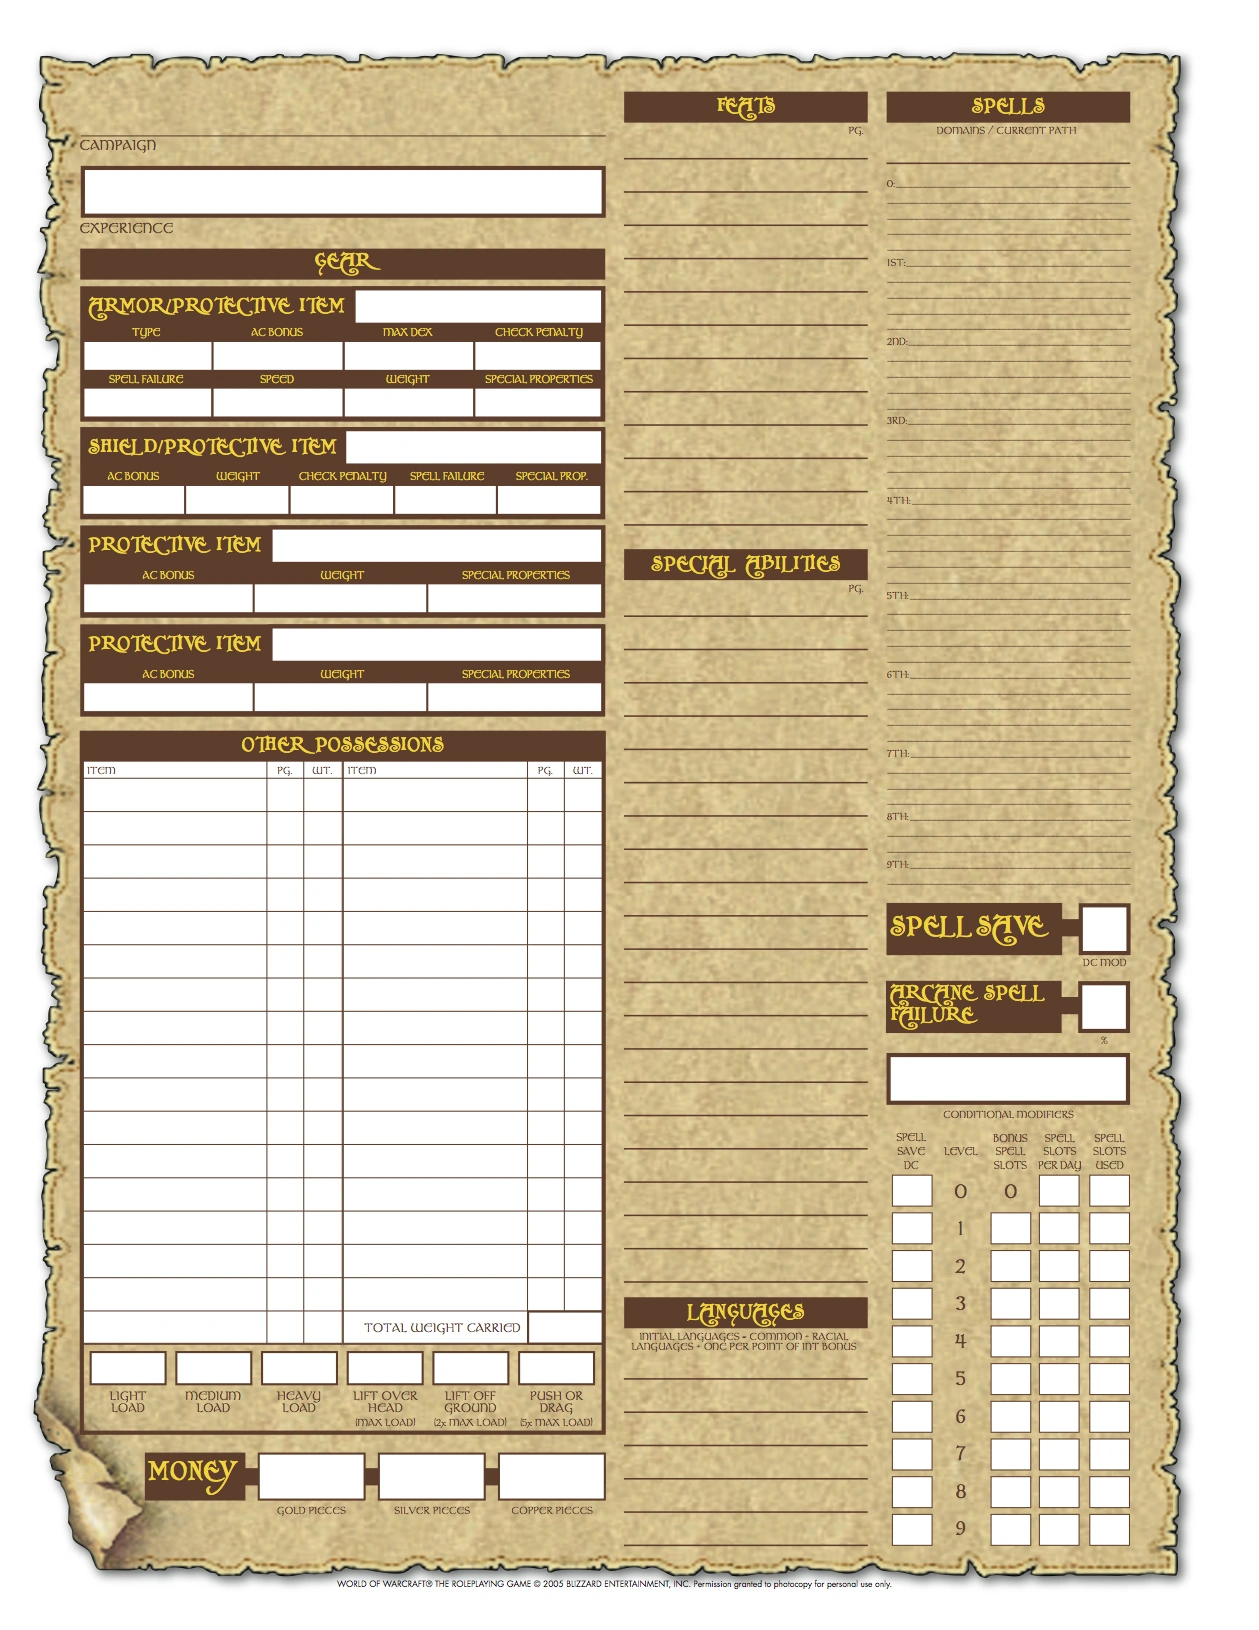 CAMPAIGN
EXPERIENCE
GEAR
ARMOR/PROTECTIVE ITEM
TYPE AC BONUS MAX DEX CHECK PENALTY
SPELL FAILURE SPEED WEIGHT SPECIAL PROPERTIES
SHIELD/PROTECTIVE ITEM
AC BONUS WEIGHT CHECK PENALTY SPELL FAILURE SPECIAL PROP.
PROTECTIVE ITEM
AC BONUS WEIGHT SPECIAL PROPERTIES
PROTECTIVE ITEM
AC BONUS WEIGHT SPECIAL PROPERTIES
OTHER POSSESSIONS
ITEM PG. WT. ITEM PG. WT.
TOTAL WEIGHT CARRIED
LIGHT LOAD
MEDIUM LOAD
HEAVY LOAD
LIFT OVER HEAD (MAX LOAD)
LIFT OFF GROUND (2x MAX LOAD)
PUSH OR DRAG (5x MAX LOAD)
MONEY
GOLD PIECES SILVER PIECES COPPER PIECES
FEATS
PG.
SPECIAL ABILITIES
PG.
LANGUAGES
INITIAL LANGUAGES = COMMON + RACIAL
LANGUAGES + ONE PER POINT OF INT BONUS
SPELLS
DOMAINS / CURRENT PATH
0:
1ST:
2ND:
3RD:
4TH:
5TH:
6TH:
7TH:
8TH:
9TH:
SPELL SAVE
DC MOD
ARCANE SPELL
FAILURE
%
CONDITIONAL MODIFIERS
SPELL SAVE DC
LEVEL
BONUS SPELL SLOTS
SPELL SLOTS PER DAY
SPELL SLOTS USED
0 0
1
2
3
4
5
6
7
8
9
WORLD OF WARCRAFT® THE ROLEPLAYING GAME © 2005 BLIZZARD ENTERTAINMENT, INC. Permission granted to photocopy for personal use only.